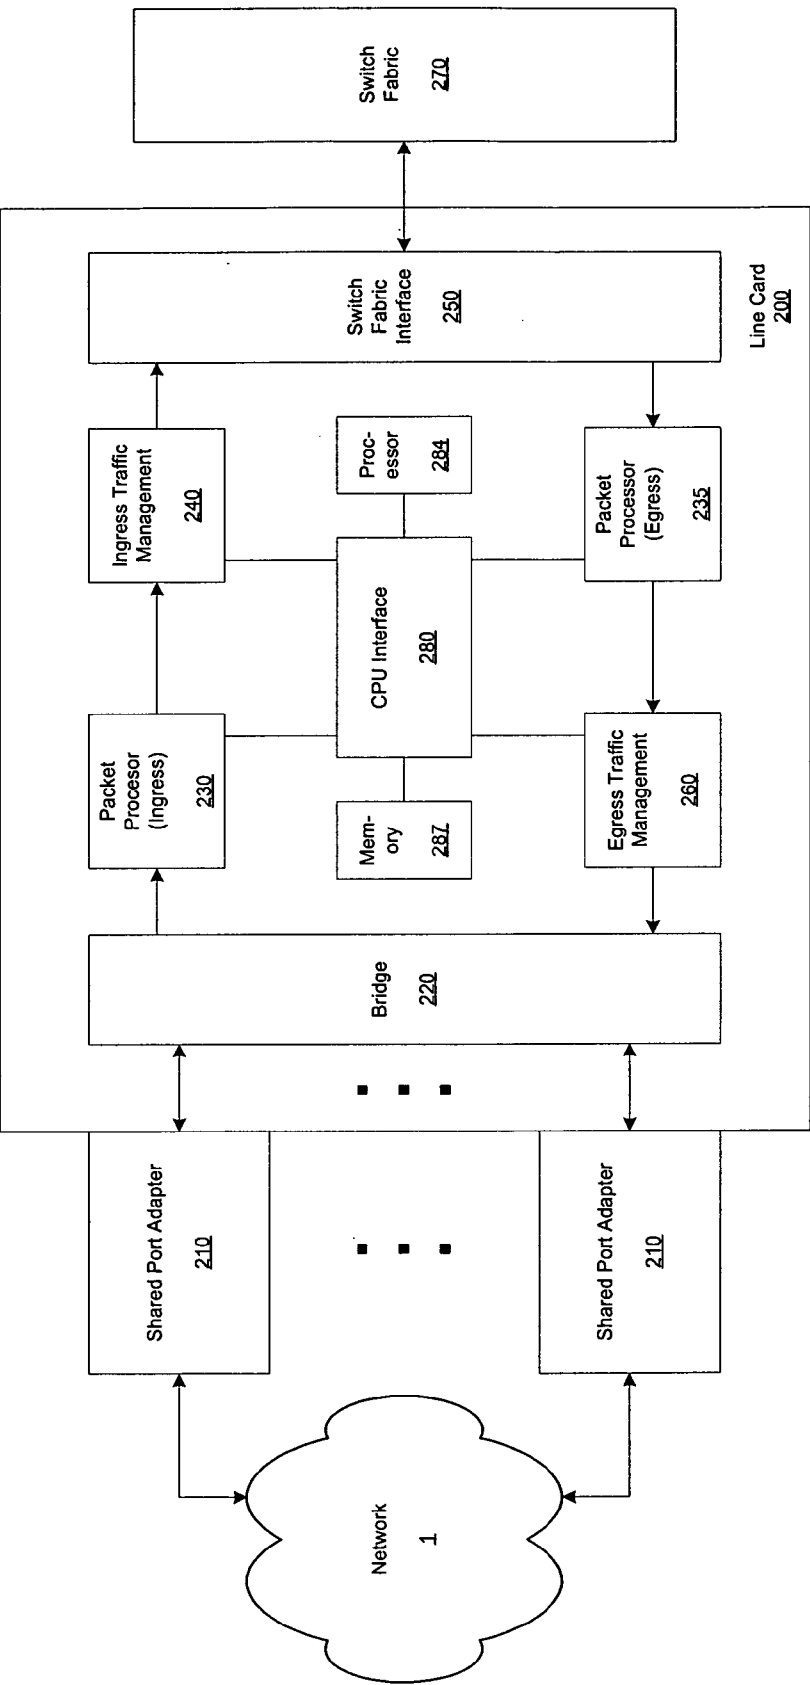 Network
1
Shared Port Adapter
210
Shared Port Adapter
210
Bridge
220
Packet
Procesor
(Ingress)
230
Ingress Traffic
Management
240
Mem-
ory
287
CPU Interface
280
Proc-
essor
284
Egress Traffic
Management
260
Packet
Processor
(Egress)
235
Switch
Fabric
Interface
250
Line Card
200
Switch
Fabric
270